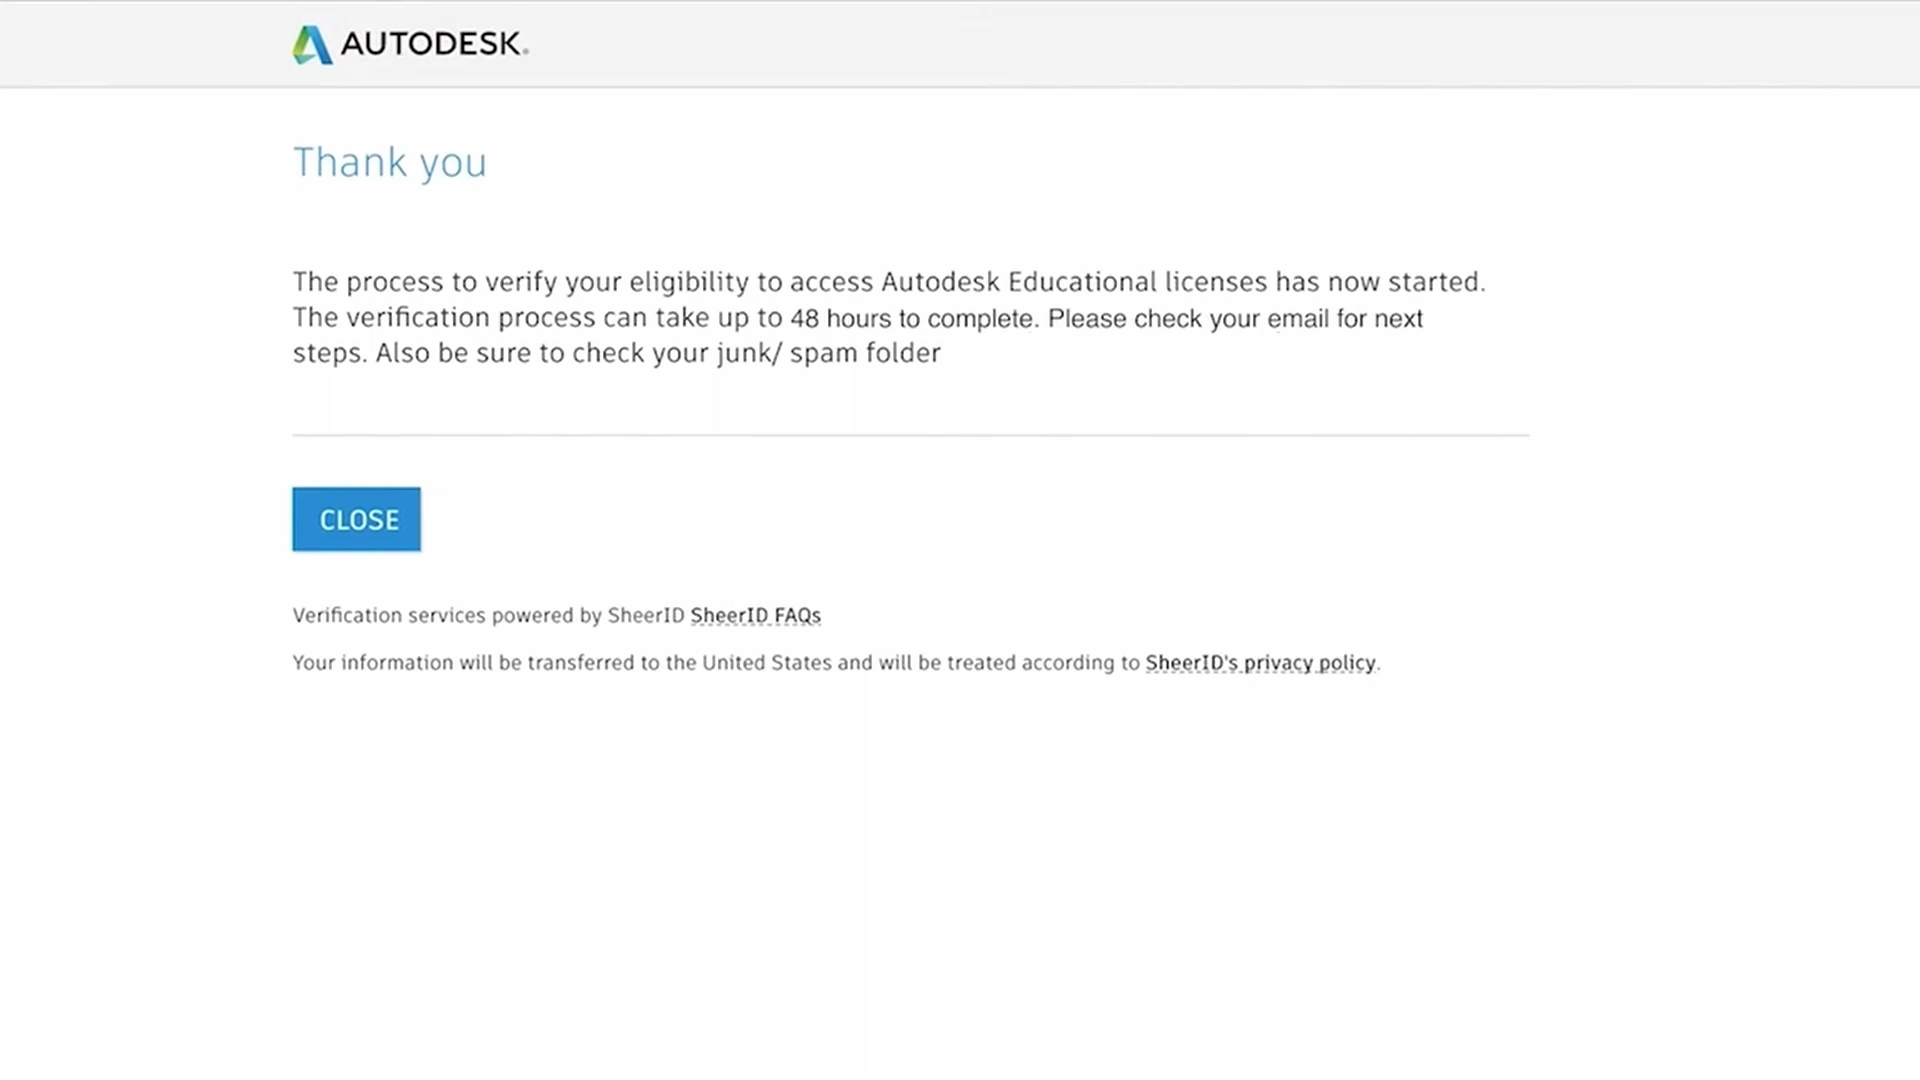 AUTODESK.
Thank you
The process to verify your eligibility to access Autodesk Educational licenses has now started.
The verification process can take up to 48 hours to complete. Please check your email for next
steps. Also be sure to check your junk/ spam folder
CLOSE
Verification services powered by SheerID SheerID FAQs
Your information will be transferred to the United States and will be treated according to SheerID's privacy policy.